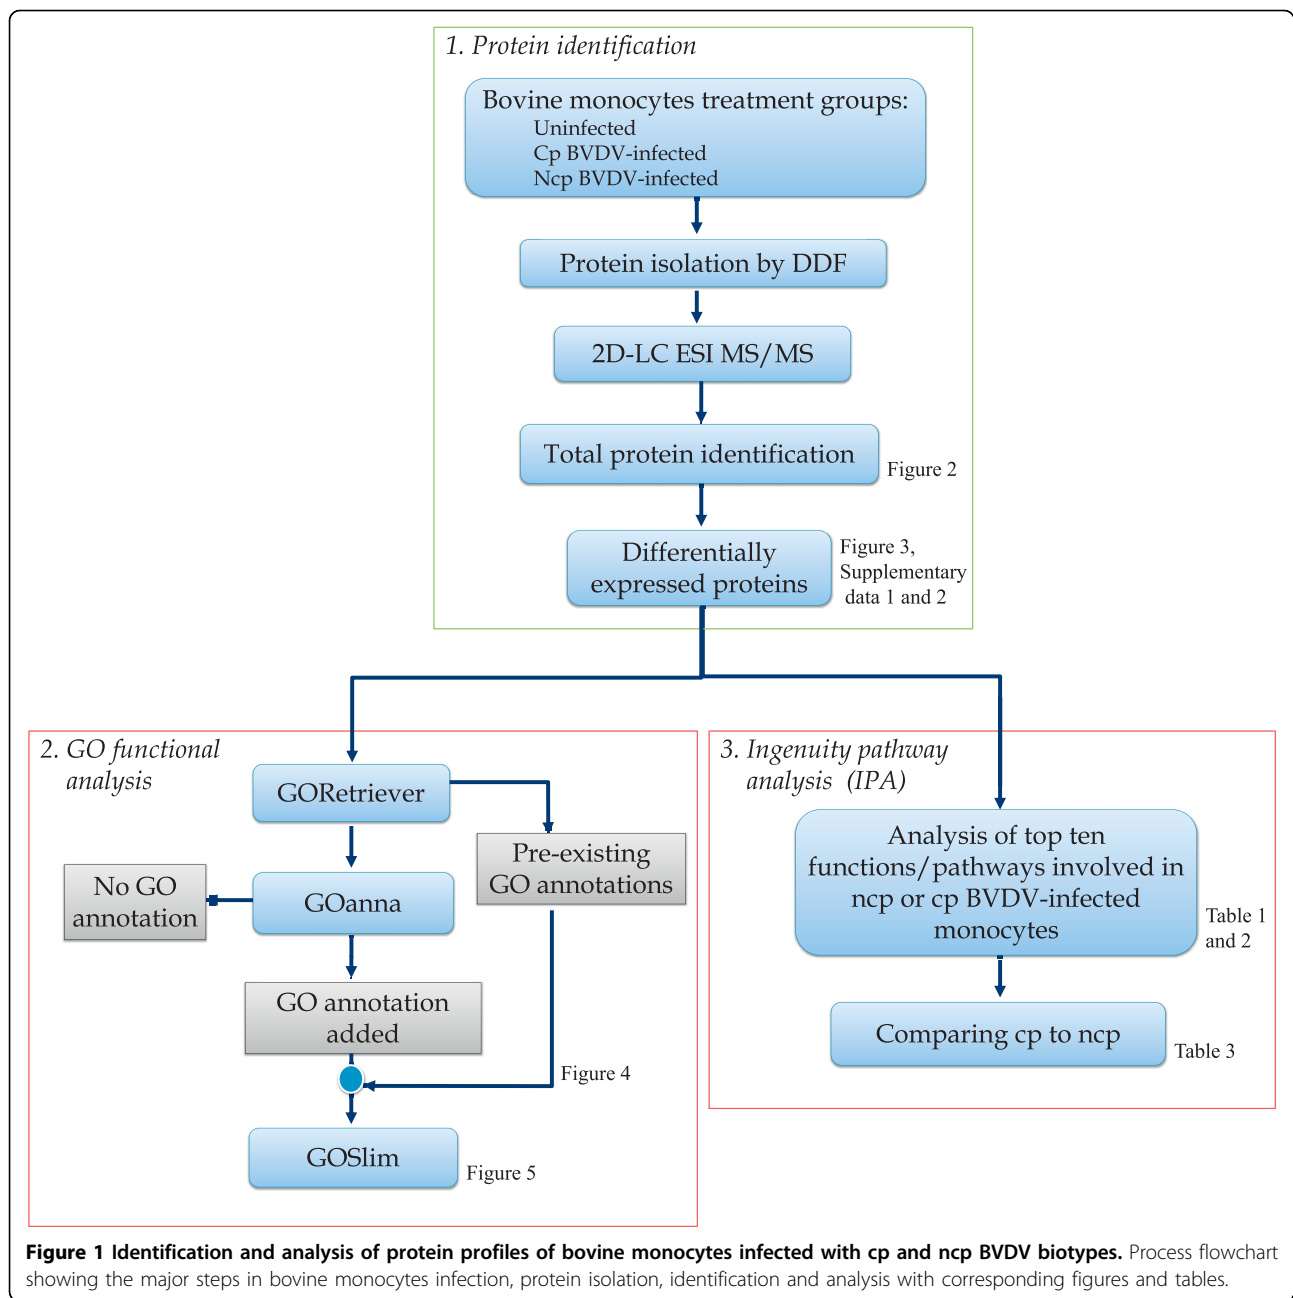 1. Protein identification
Bovine monocytes treatment groups:
Uninfected
Cp BVDV-infected
Ncp BVDV-infected
Protein isolation by DDF
2D-LC ESI MS/MS
Total protein identification
Figure 2
Differentially
expressed proteins
Figure 3,
Supplementary
data 1 and 2
2. GO functional
analysis
GORetriever
Pre-existing
GO annotations
No GO
annotation
GOanna
GO annotation
added
Figure 4
GOSlim
Figure 5
3. Ingenuity pathway
analysis (IPA)
Analysis of top ten
functions/pathways involved in
ncp or cp BVDV-infected
monocytes
Table 1
and 2
Comparing cp to ncp
Table 3
Figure 1 Identification and analysis of protein profiles of bovine monocytes infected with cp and ncp BVDV biotypes. Process flowchart
showing the major steps in bovine monocytes infection, protein isolation, identification and analysis with corresponding figures and tables.